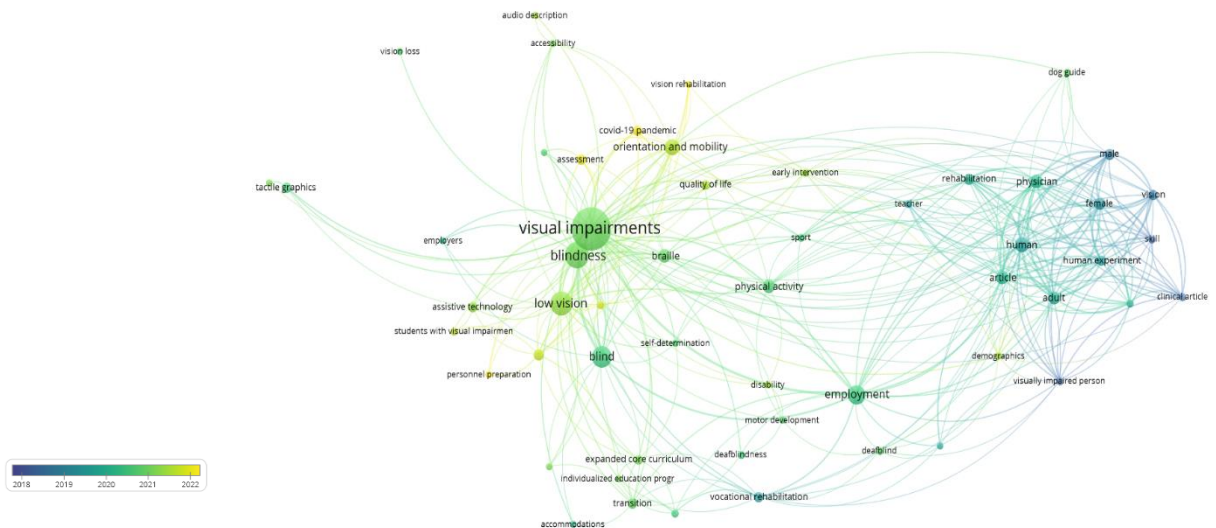 audio description
accessibility
vision loss
dog guide
vision rehabilitation
covid-19 pandemic
orientation and mobility
male
assessment
rehabilitation
physician
early intervention
quality of life
tactile graphics
vision
teacher
female
visual impairments
employers
sport
skill
human
blindness
braille
human experiment
article
physical activity
low vision
adult
clinical article
assistive technology
students with visual impairmen
self-determination
blind
demographics
personnel preparation
disability
visually impaired person
employment
motor development
deafblindness
deafblind
expanded core curriculum
individualized education progr
vocational rehabilitation
transition
accommodations
2018 2019 2020 2021 2022